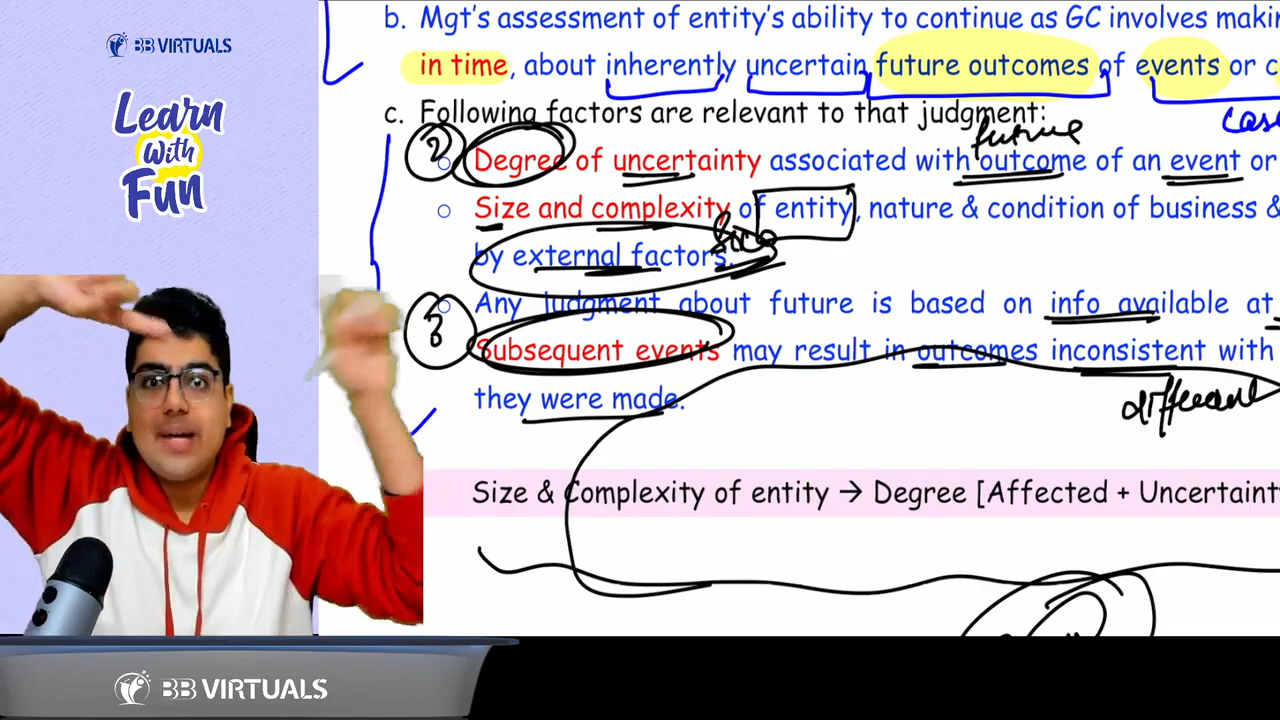 BB VIRTUALS
Learn
With
Fun
b. Mgt's assessment of entity's ability to continue as GC involves makin
in time, about inherently uncertain future outcomes of events or c
c. Following factors are relevant to that judgment:
future
case
2
○ Degree of uncertainty associated with outcome of an event or
○ Size and complexity of entity, nature & condition of business &
by external factors.
3
○ Any judgment about future is based on info available at
Subsequent events may result in outcomes inconsistent with
they were made.
different
Size & Complexity of entity → Degree [Affected + Uncertaint
BB VIRTUALS